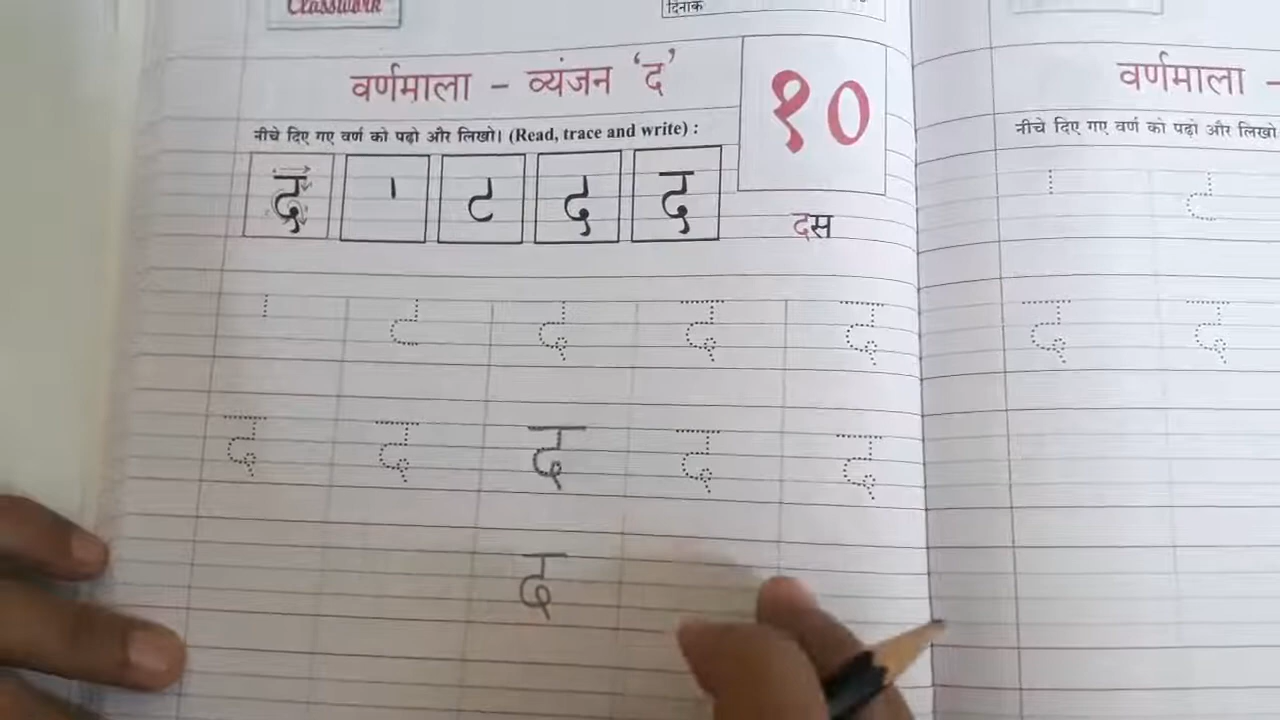 Classwork
दिनांक
वर्णमाला - व्यंजन 'द'
१०
नीचे दिए गए वर्ण को पढ़ो और लिखो। (Read, trace and write) :
द ' ट द द
दस
' ट द द द
द द द द द
द
वर्णमाला -
नीचे दिए गए वर्ण को पढ़ो और लिखो
' ट
द द